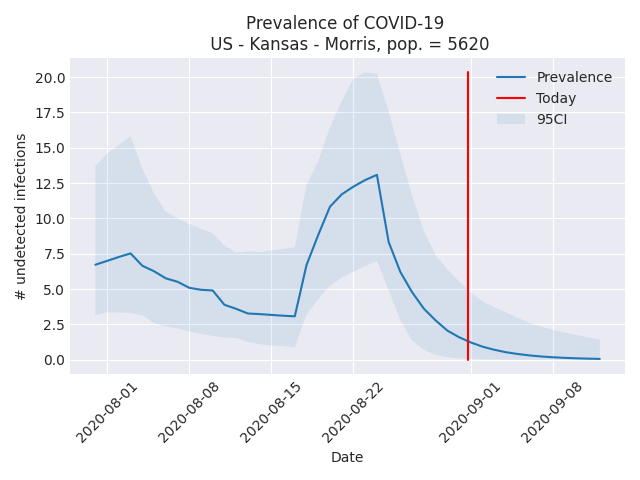 Prevalence of COVID-19
US - Kansas - Morris, pop. = 5620
20.0
17.5
15.0
12.5
10.0
7.5
5.0
2.5
0.0
# undetected infections
Prevalence
Today
95CI
2020-08-01
2020-08-08
2020-08-15
2020-08-22
2020-09-01
2020-09-08
Date